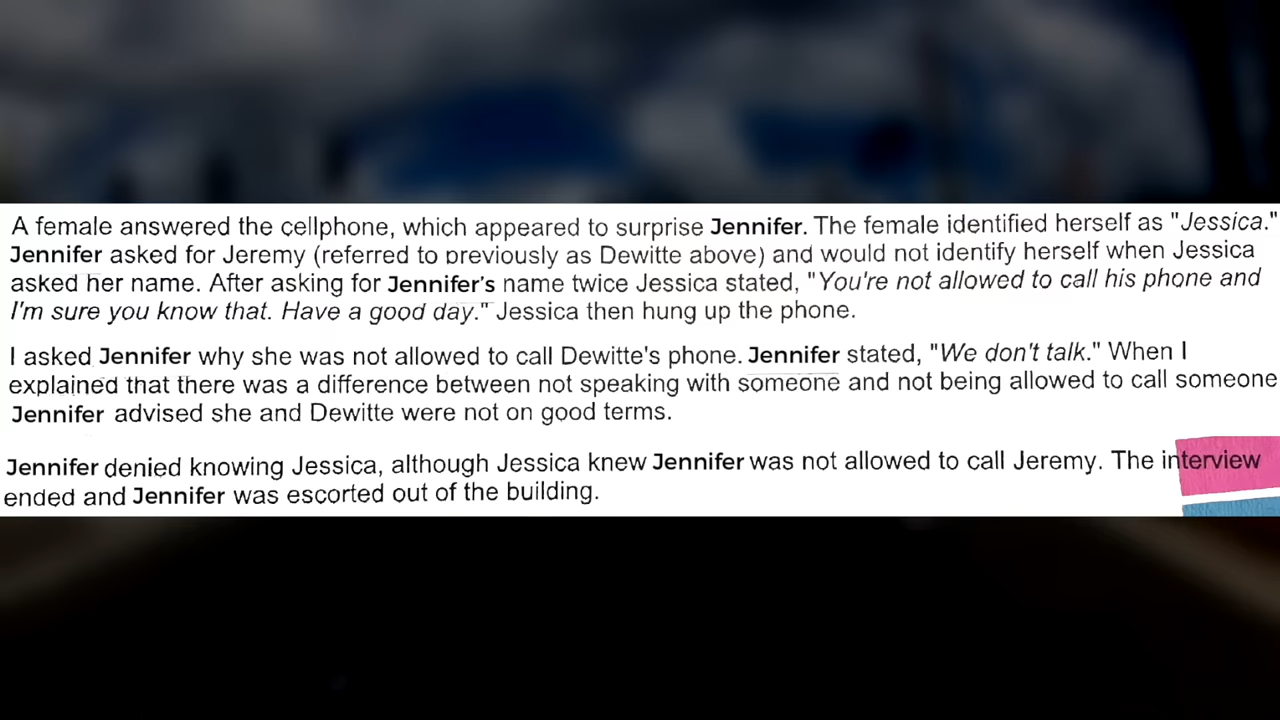 A female answered the cellphone, which appeared to surprise Jennifer. The female identified herself as "Jessica."
Jennifer asked for Jeremy (referred to previously as Dewitte above) and would not identify herself when Jessica
asked her name. After asking for Jennifer's name twice Jessica stated, "You're not allowed to call his phone and
I'm sure you know that. Have a good day." Jessica then hung up the phone.
I asked Jennifer why she was not allowed to call Dewitte's phone. Jennifer stated, "We don't talk." When I
explained that there was a difference between not speaking with someone and not being allowed to call someone
Jennifer advised she and Dewitte were not on good terms.
Jennifer denied knowing Jessica, although Jessica knew Jennifer was not allowed to call Jeremy. The interview
ended and Jennifer was escorted out of the building.